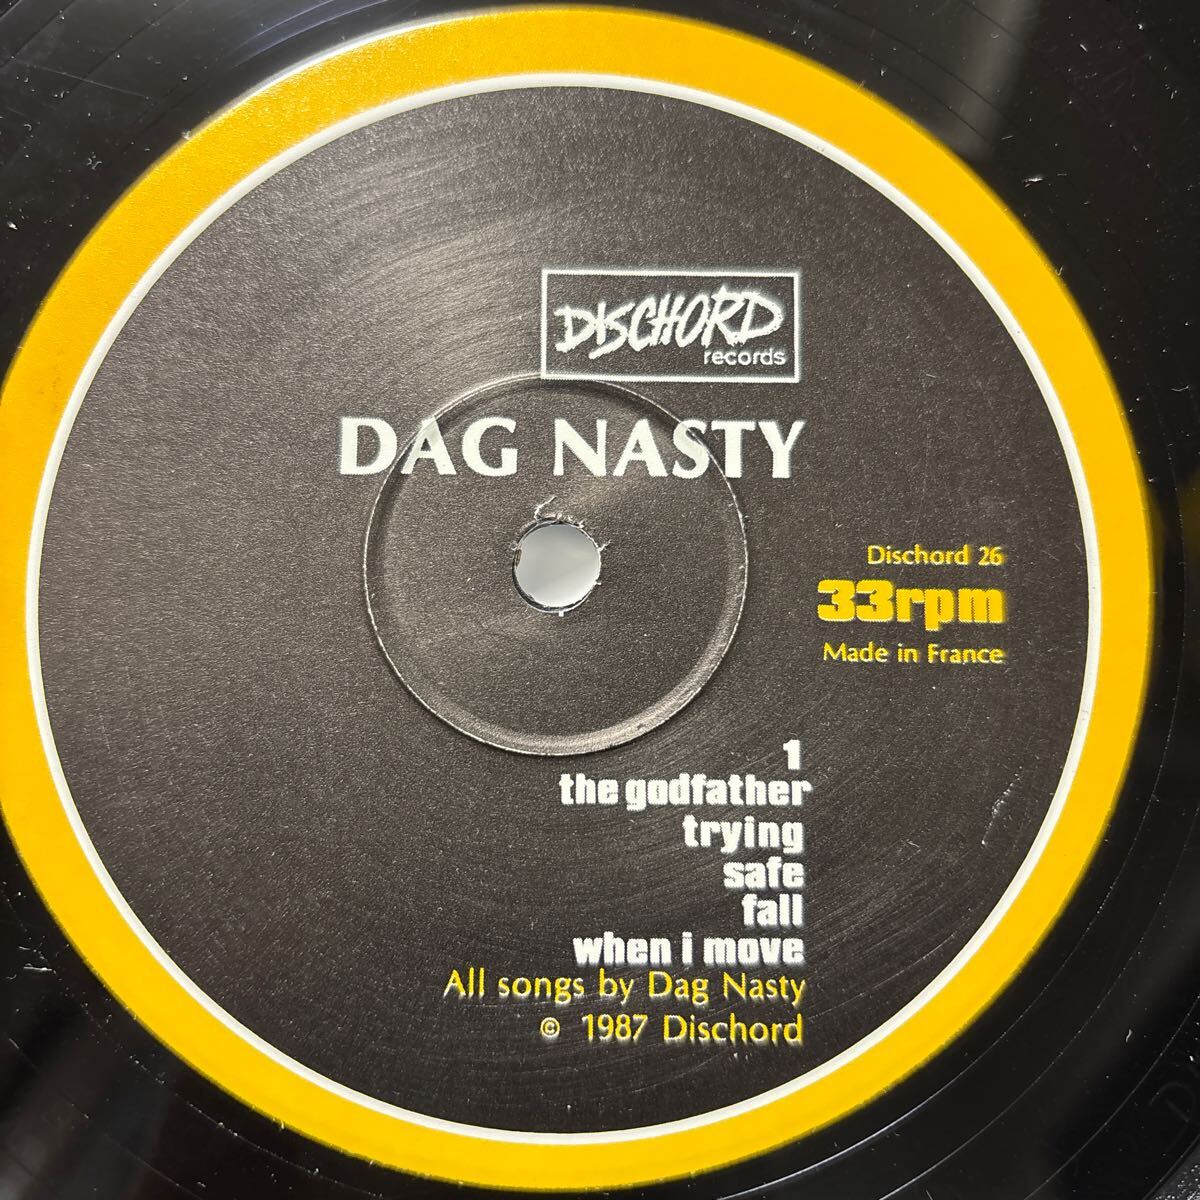 DISCHORD
records
DAG NASTY
Dischord 26
33rpm
Made in France
1
the godfather
trying
safe
fall
when i move
All songs by Dag Nasty
© 1987 Dischord